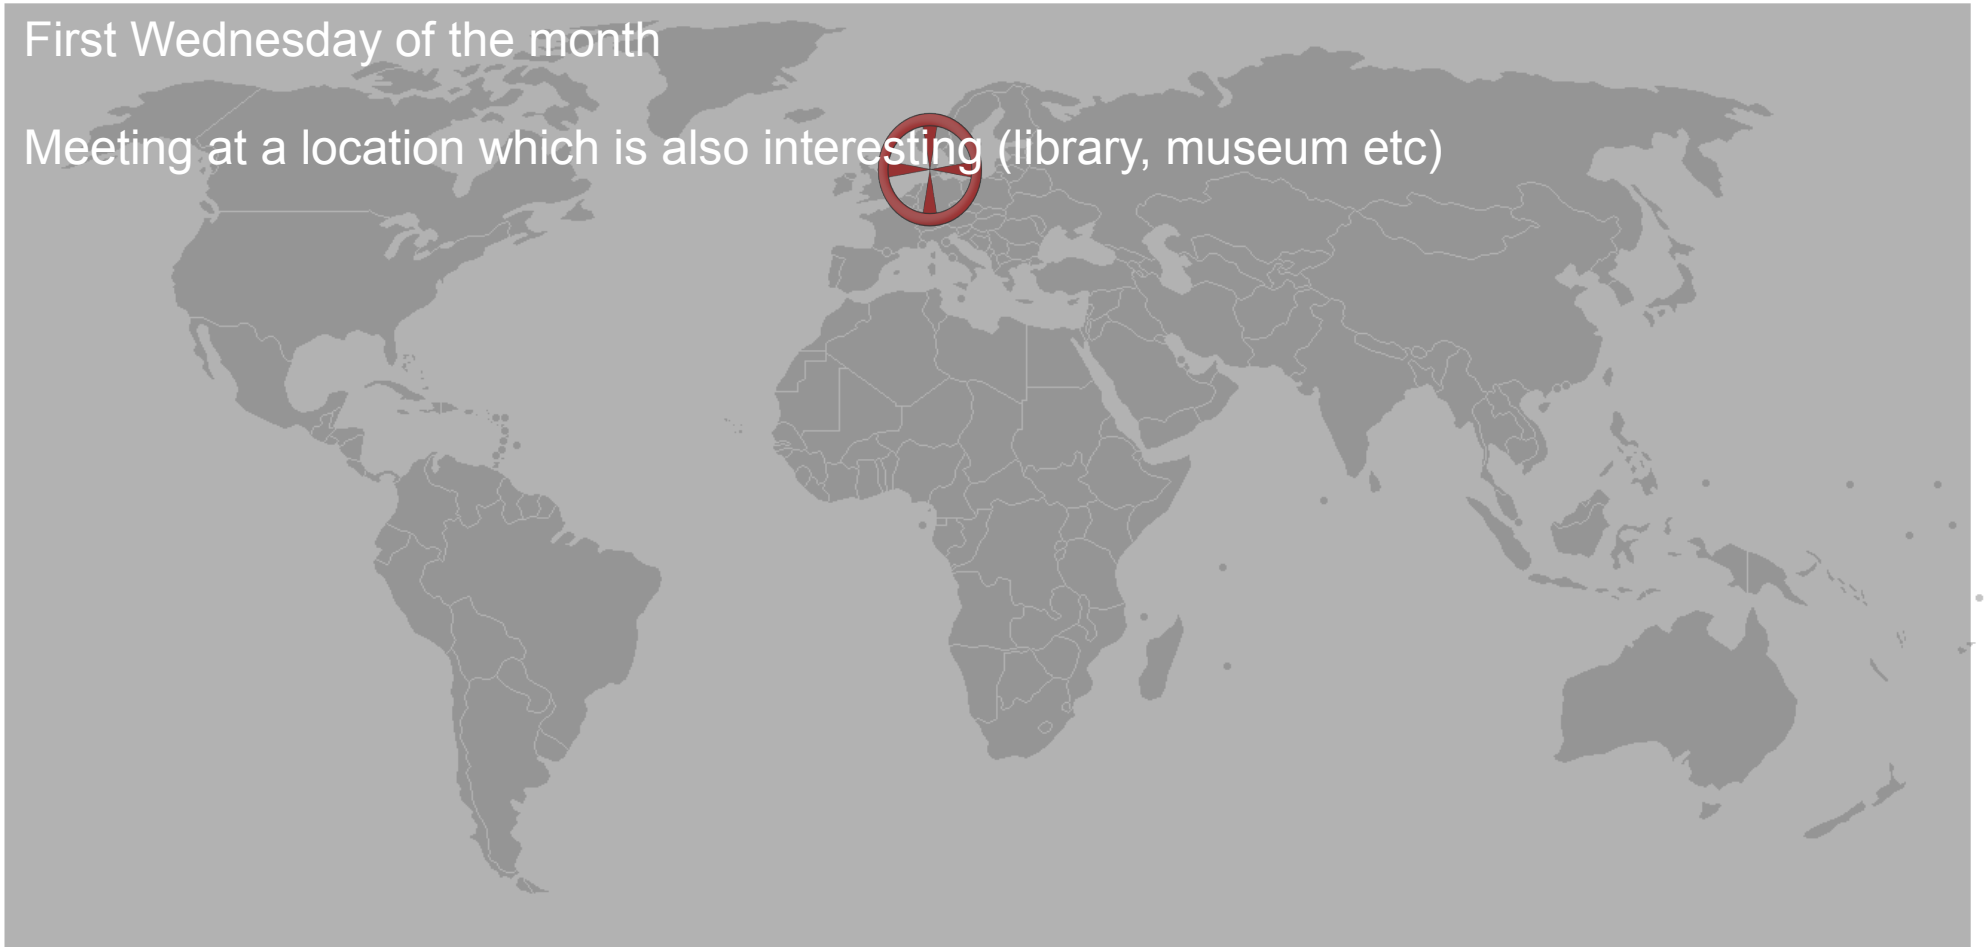 First Wednesday of the month
Meeting at a location which is also interesting (library, museum etc)